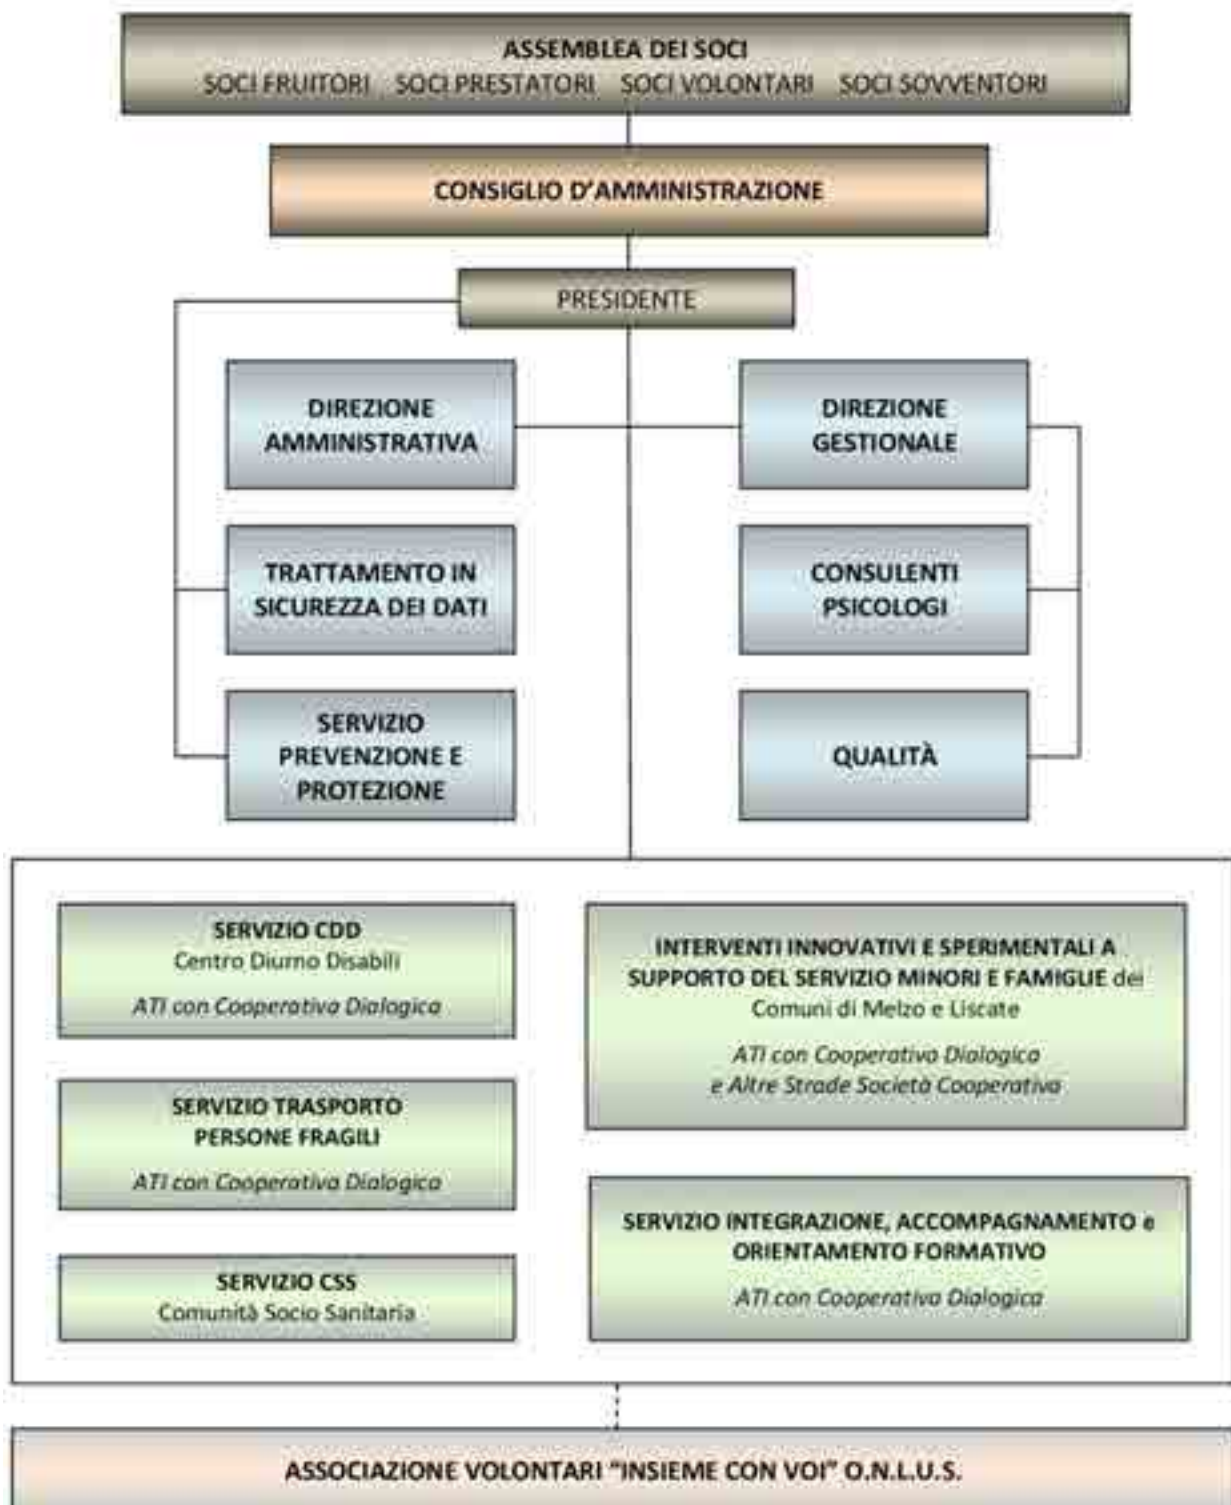 ASSEMBLEA DEI SOCI
SOCI FRUITORI SOCI PRESTATORI SOCI VOLONTARI SOCI SOVVENTORI
CONSIGLIO D'AMMINISTRAZIONE
PRESIDENTE
DIREZIONE
AMMINISTRATIVA
DIREZIONE
GESTIONALE
TRATTAMENTO IN
SICUREZZA DEI DATI
CONSULENTI
PSICOLOGI
SERVIZIO
PREVENZIONE E
PROTEZIONE
QUALITÀ
SERVIZIO CDD
Centro Diurno Disabili
ATI con Cooperativa Dialogica
SERVIZIO TRASPORTO
PERSONE FRAGILI
ATI con Cooperativa Dialogica
SERVIZIO CSS
Comunità Socio Sanitaria
INTERVENTI INNOVATIVI E SPERIMENTALI A
SUPPORTO DEL SERVIZIO MINORI E FAMIGLIE dei
Comuni di Melzo e Liscate
ATI con Cooperativa Dialogica
e Altre Strade Società Cooperativa
SERVIZIO INTEGRAZIONE, ACCOMPAGNAMENTO e
ORIENTAMENTO FORMATIVO
ATI con Cooperativa Dialogica
ASSOCIAZIONE VOLONTARI "INSIEME CON VOI" O.N.L.U.S.